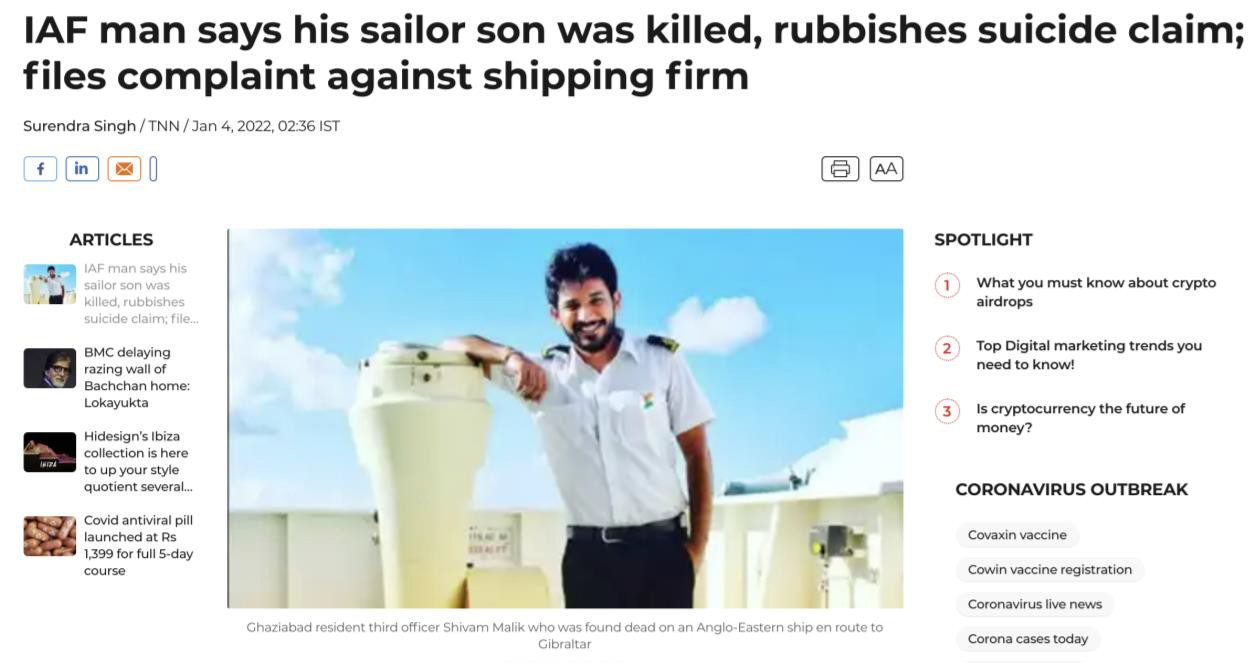 IAF man says his sailor son was killed, rubbishes suicide claim;
files complaint against shipping firm
Surendra Singh / TNN / Jan 4, 2022, 02:36 IST
f
in
AA
ARTICLES
IAF man says his
sailor son was
killed, rubbishes
suicide claim; file...
BMC delaying
razing wall of
Bachchan home:
Lokayukta
IBIZA
Hidesign's Ibiza
collection is here
to up your style
quotient several...
Covid antiviral pill
launched at Rs
1,399 for full 5-day
course
Ghaziabad resident third officer Shivam Malik who was found dead on an Anglo-Eastern ship en route to
Gibraltar
SPOTLIGHT
1 What you must know about crypto
airdrops
2 Top Digital marketing trends you
need to know!
3 Is cryptocurrency the future of
money?
CORONAVIRUS OUTBREAK
Covaxin vaccine
Cowin vaccine registration
Coronavirus live news
Corona cases today